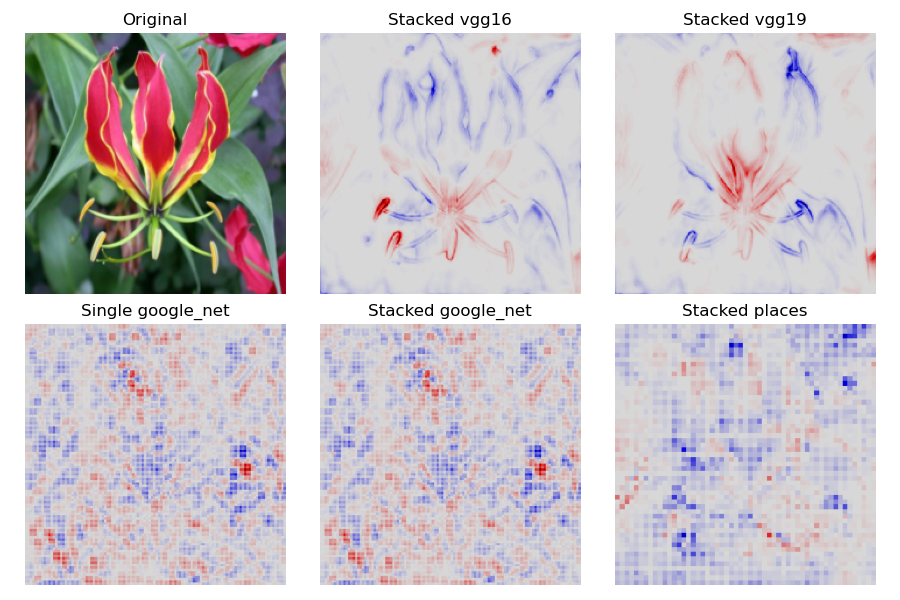 Original
Stacked vgg16
Stacked vgg19
Single google_net
Stacked google_net
Stacked places